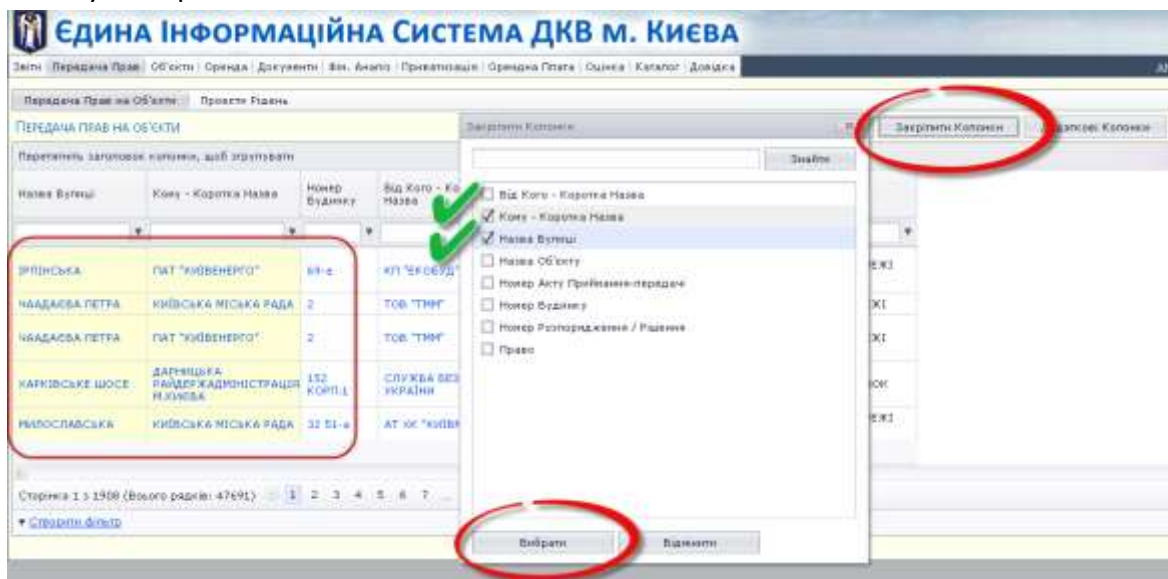 Єдина Інформаційна Система ДКВ м. Києва
Звіти Передача Прав Об'єкти Оренда Документи Фін. Аналіз Приватизація Орендна Плата Оцінка Каталог Довідка
Передача Прав на Об'єкти Проекти Рішень
Передача прав на об'єкти
Закріпити Колонки
Закріпити Колонки
Колонки
Перетягніть заголовок колонки, щоб згрупувати
Знайти
Назва Вулиці
Кому - Коротка Назва
Номер Будинку
Від Кого - Ко
Назва
Від Кого - Коротка Назва
Кому - Коротка Назва
Назва Вулиці
Назва Об'єкту
Номер Акту Приймання-передачі
Номер Будинку
Номер Розпорядження / Рішення
Право
ІРПІНСЬКА ПАТ "КИЇВЕНЕРГО" КП "ЕКОБУД"
ЧААДАЄВА ПЕТРА КИЇВСЬКА МІСЬКА РАДА 2 ТОВ "ТММ"
ЧААДАЄВА ПЕТРА ПАТ "КИЇВЕНЕРГО" 2 ТОВ "ТММ"
ХАРКІВСЬКЕ ШОСЕ ДАРНИЦЬКА РАЙДЕРЖАДМІНІСТРАЦІЯ М.КИЄВА 152 КОРП.1 СЛУЖБА БЕЗ
УКРАЇНИ
МИЛОСЛАВСЬКА КИЇВСЬКА МІСЬКА РАДА АТ ХК "КИЇВ
Сторінка 1 з 1908 (Всього рядків: 47691) 1 2 3 4 5 6 7 ...
Створити фільтр
Вибрати Відмінити